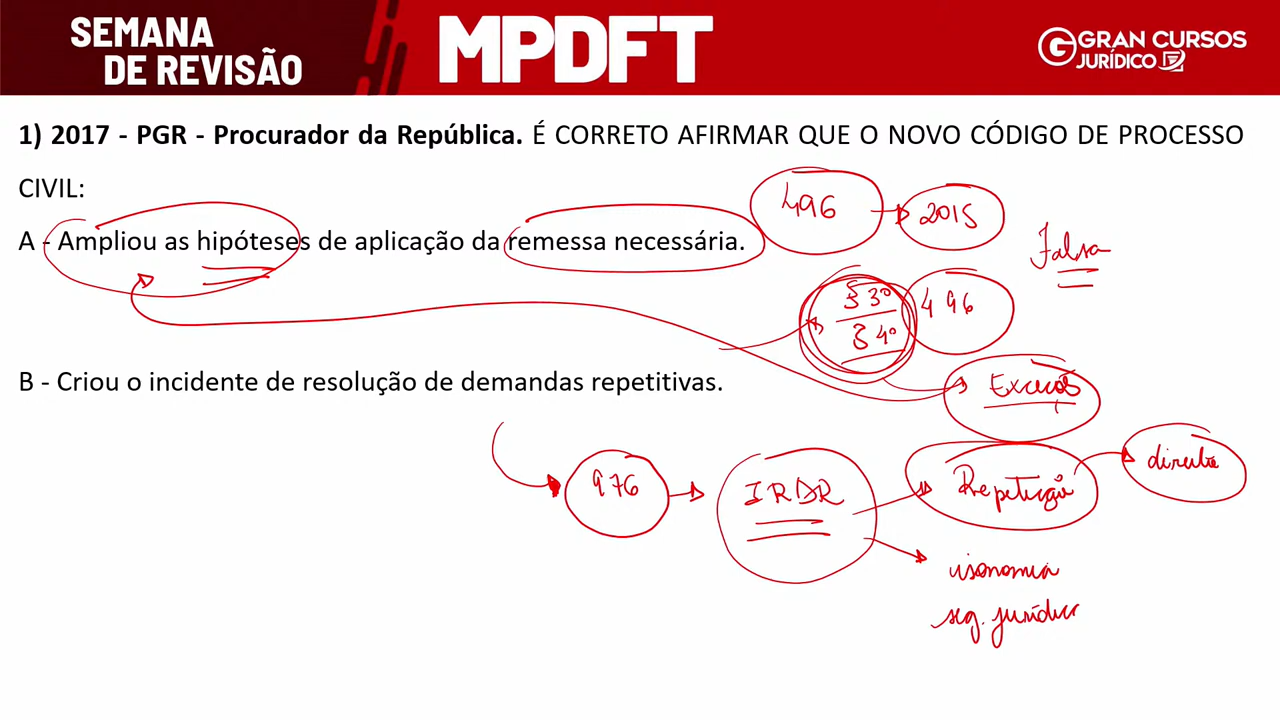 SEMANA
DE REVISÃO
MPDFT
GRAN CURSOS
JURÍDICO
1) 2017 - PGR - Procurador da República. É CORRETO AFIRMAR QUE O NOVO CÓDIGO DE PROCESSO
CIVIL:
496
2015
A - Ampliou as hipóteses de aplicação da remessa necessária.
Falsa
§ 3º
496
§ 4º
B - Criou o incidente de resolução de demandas repetitivas.
976
IRDR
Repetição
direito
isonomia
seg. jurídica